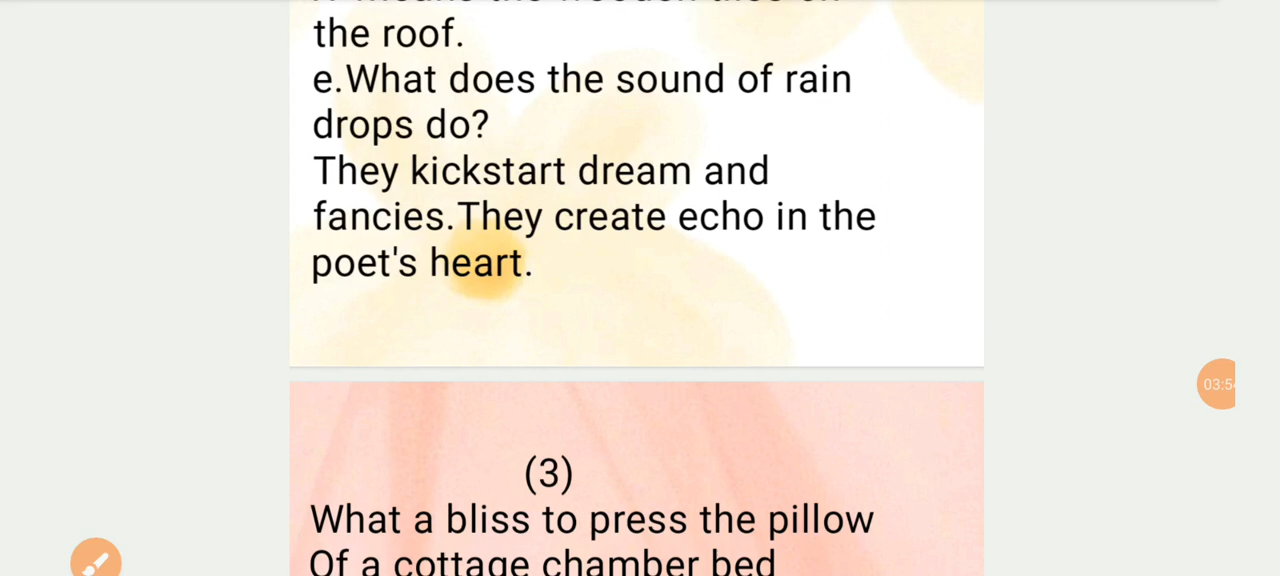 the roof.
e.What does the sound of rain
drops do?
They kickstart dream and
fancies.They create echo in the
poet's heart.
(3)
What a bliss to press the pillow
Of a cottage chamber bed